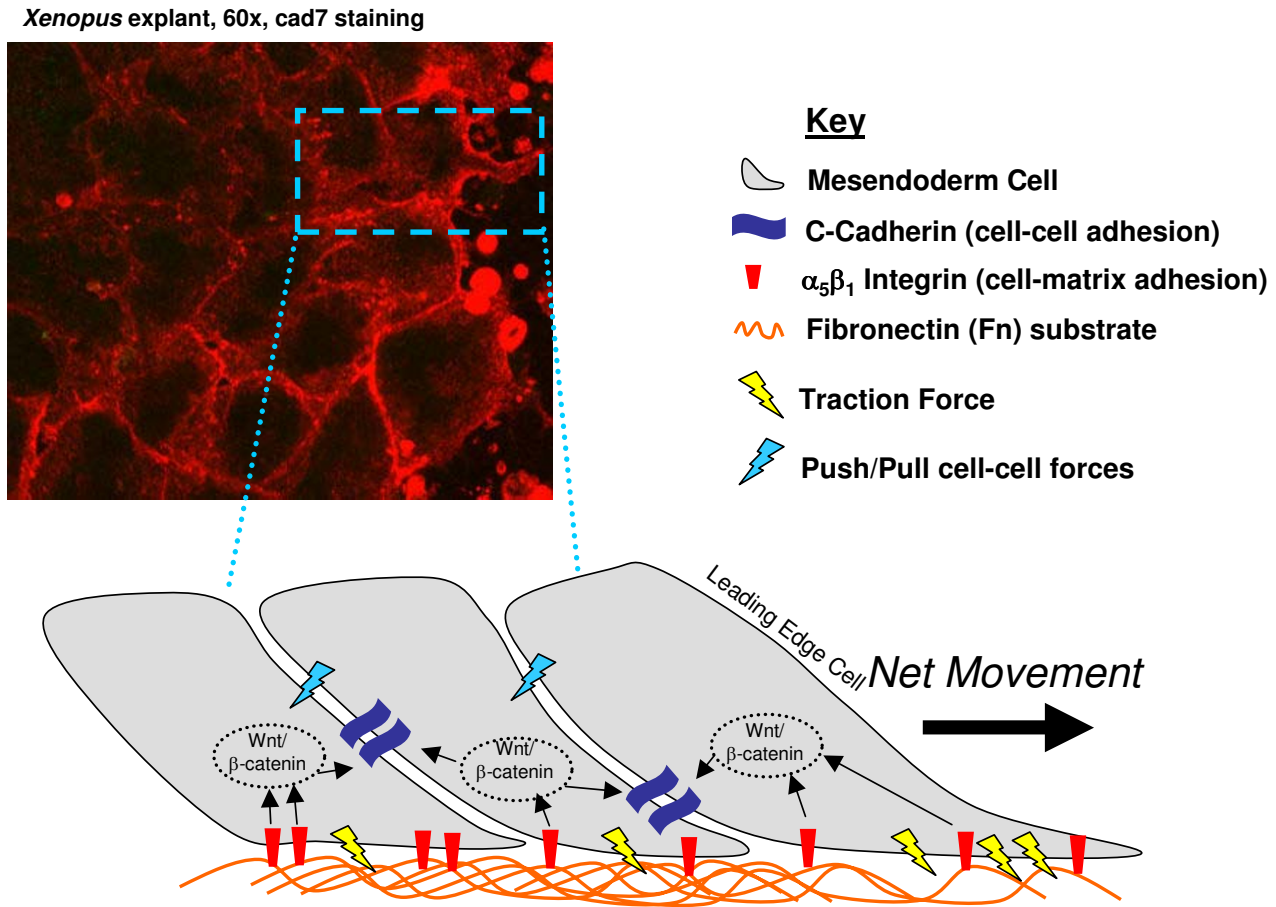 Xenopus explant, 60x, cad7 staining
Key
Mesendoderm Cell
C-Cadherin (cell-cell adhesion)
α5β1 Integrin (cell-matrix adhesion)
Fibronectin (Fn) substrate
Traction Force
Push/Pull cell-cell forces
Leading Edge Cell
Net Movement
Wnt/
β-catenin
Wnt/
β-catenin
Wnt/
β-catenin